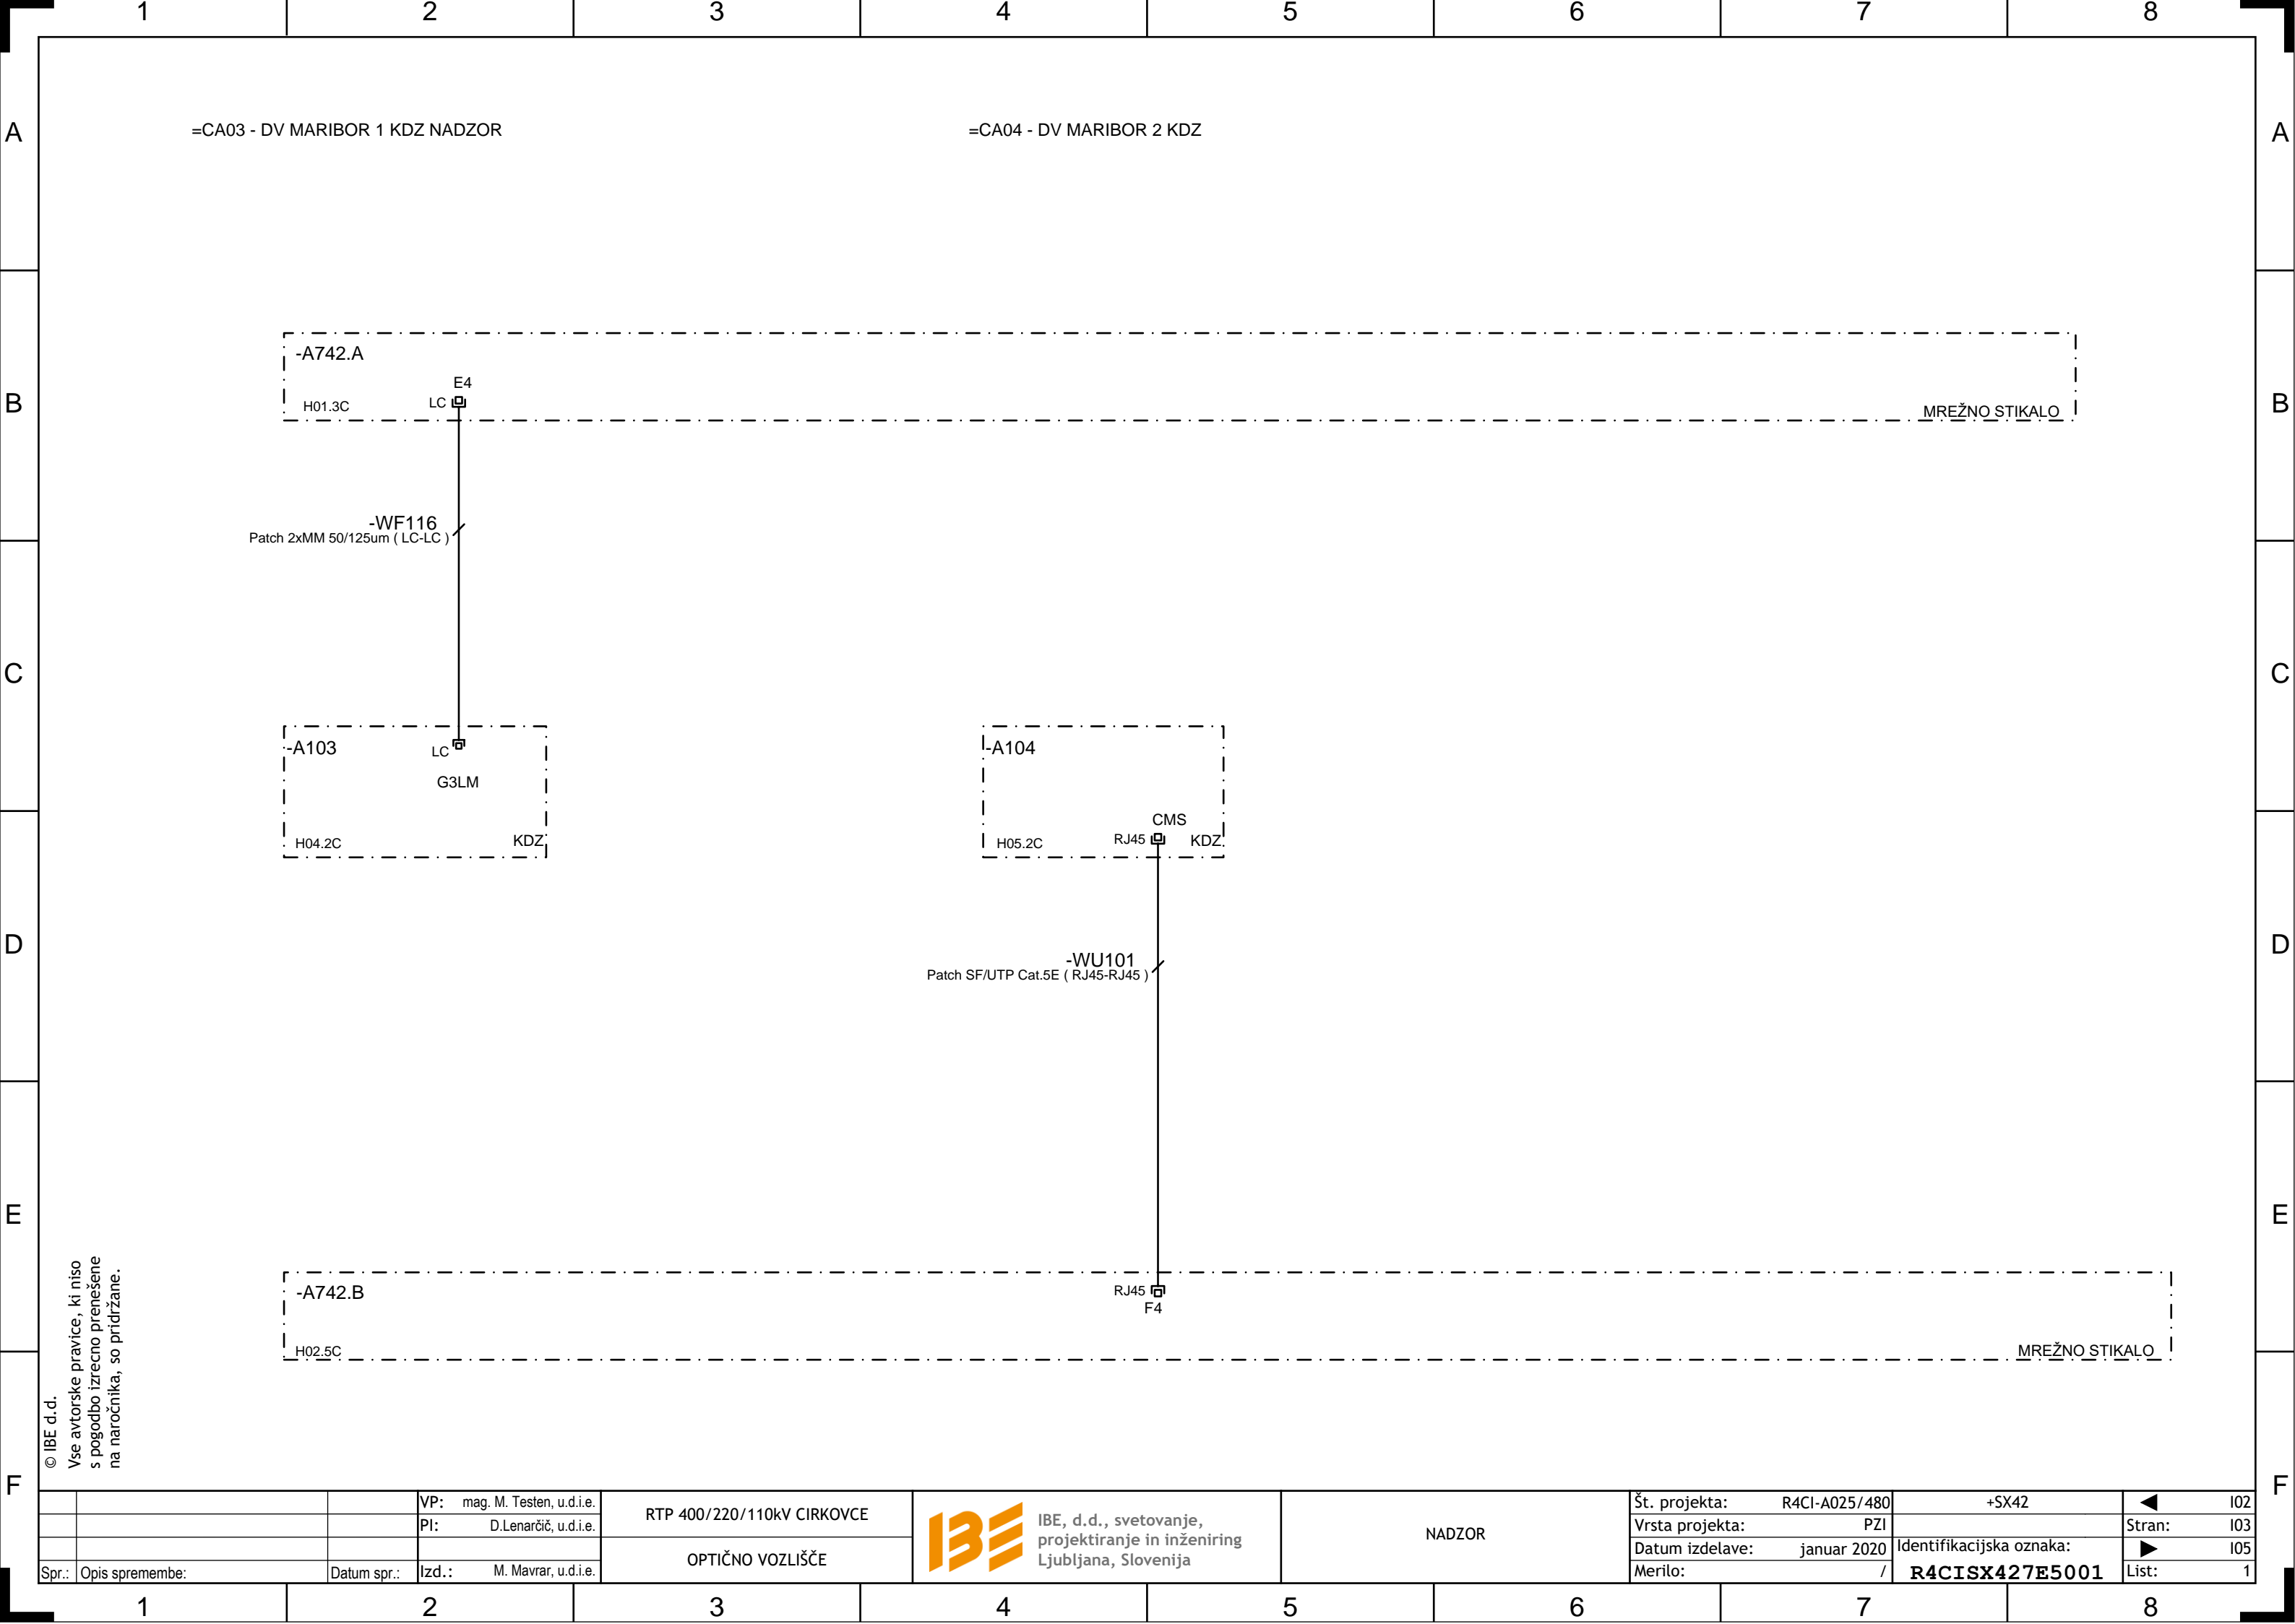 1 2 3 4 5 6 7 8
A A
=CA03 - DV MARIBOR 1 KDZ NADZOR
=CA04 - DV MARIBOR 2 KDZ
-A742.A
E4
B B
H01.3C
LC
MREŽNO STIKALO
-WF116
Patch 2xMM 50/125um ( LC-LC )
C C
-A103
LC
G3LM
H04.2C
KDZ
-A104
CMS
H05.2C
RJ45
KDZ
D D
-WU101
Patch SF/UTP Cat.5E ( RJ45-RJ45 )
E E
-A742.B
RJ45
F4
H02.5C
MREŽNO STIKALO
© IBE d.d.
Vse avtorske pravice, ki niso
s pogodbo izrecno prenešene
na naročnika, so pridržane.
F F
Spr.: Opis spremembe: Datum spr.:
VP: mag. M. Testen, u.d.i.e.
PI: D.Lenarčič, u.d.i.e.
Izd.: M. Mavrar, u.d.i.e.
RTP 400/220/110kV CIRKOVCE
OPTIČNO VOZLIŠČE
IBE
IBE, d.d., svetovanje,
projektiranje in inženiring
Ljubljana, Slovenija
NADZOR
Št. projekta: R4CI-A025/480
Vrsta projekta: PZI
Datum izdelave: januar 2020
Merilo: /
+SX42
Identifikacijska oznaka:
R4CISX427E5001
◄ I02
Stran: I03
► I05
List: 1
1 2 3 4 5 6 7 8